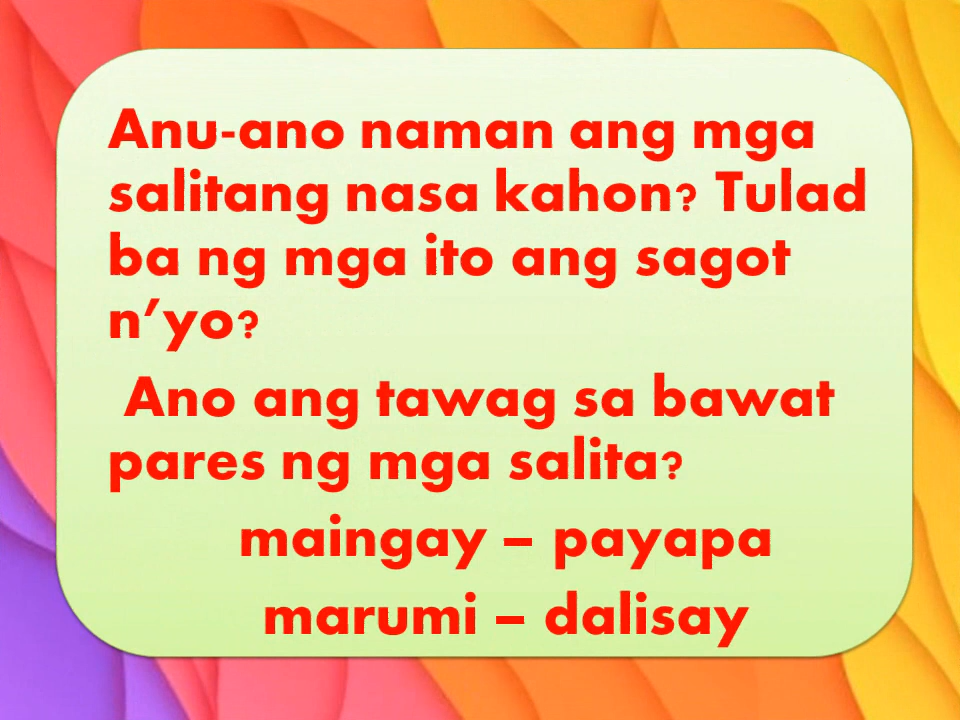 Anu-ano naman ang mga
salitang nasa kahon? Tulad
ba ng mga ito ang sagot
n’yo?
Ano ang tawag sa bawat
pares ng mga salita?
maingay – payapa
marumi – dalisay